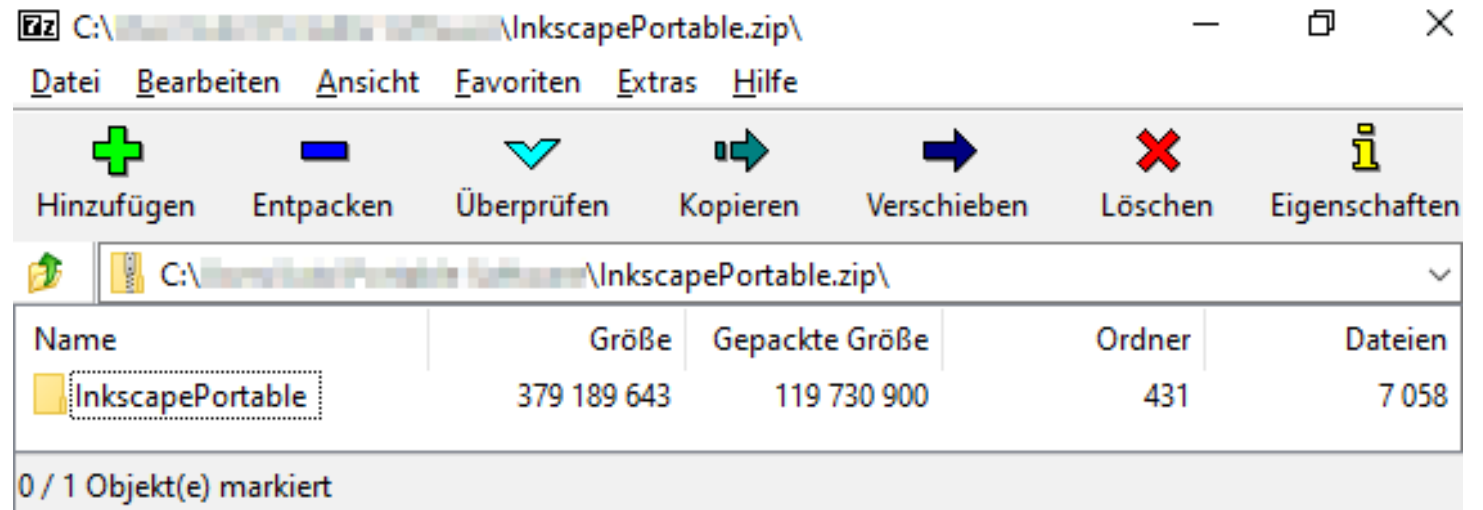 7z C:\ \InkscapePortable.zip\
Datei Bearbeiten Ansicht Favoriten Extras Hilfe
Hinzufügen Entpacken Überprüfen Kopieren Verschieben Löschen Eigenschaften
C:\ \InkscapePortable.zip\
Name Größe Gepackte Größe Ordner Dateien
InkscapePortable 379 189 643 119 730 900 431 7 058
0 / 1 Objekt(e) markiert